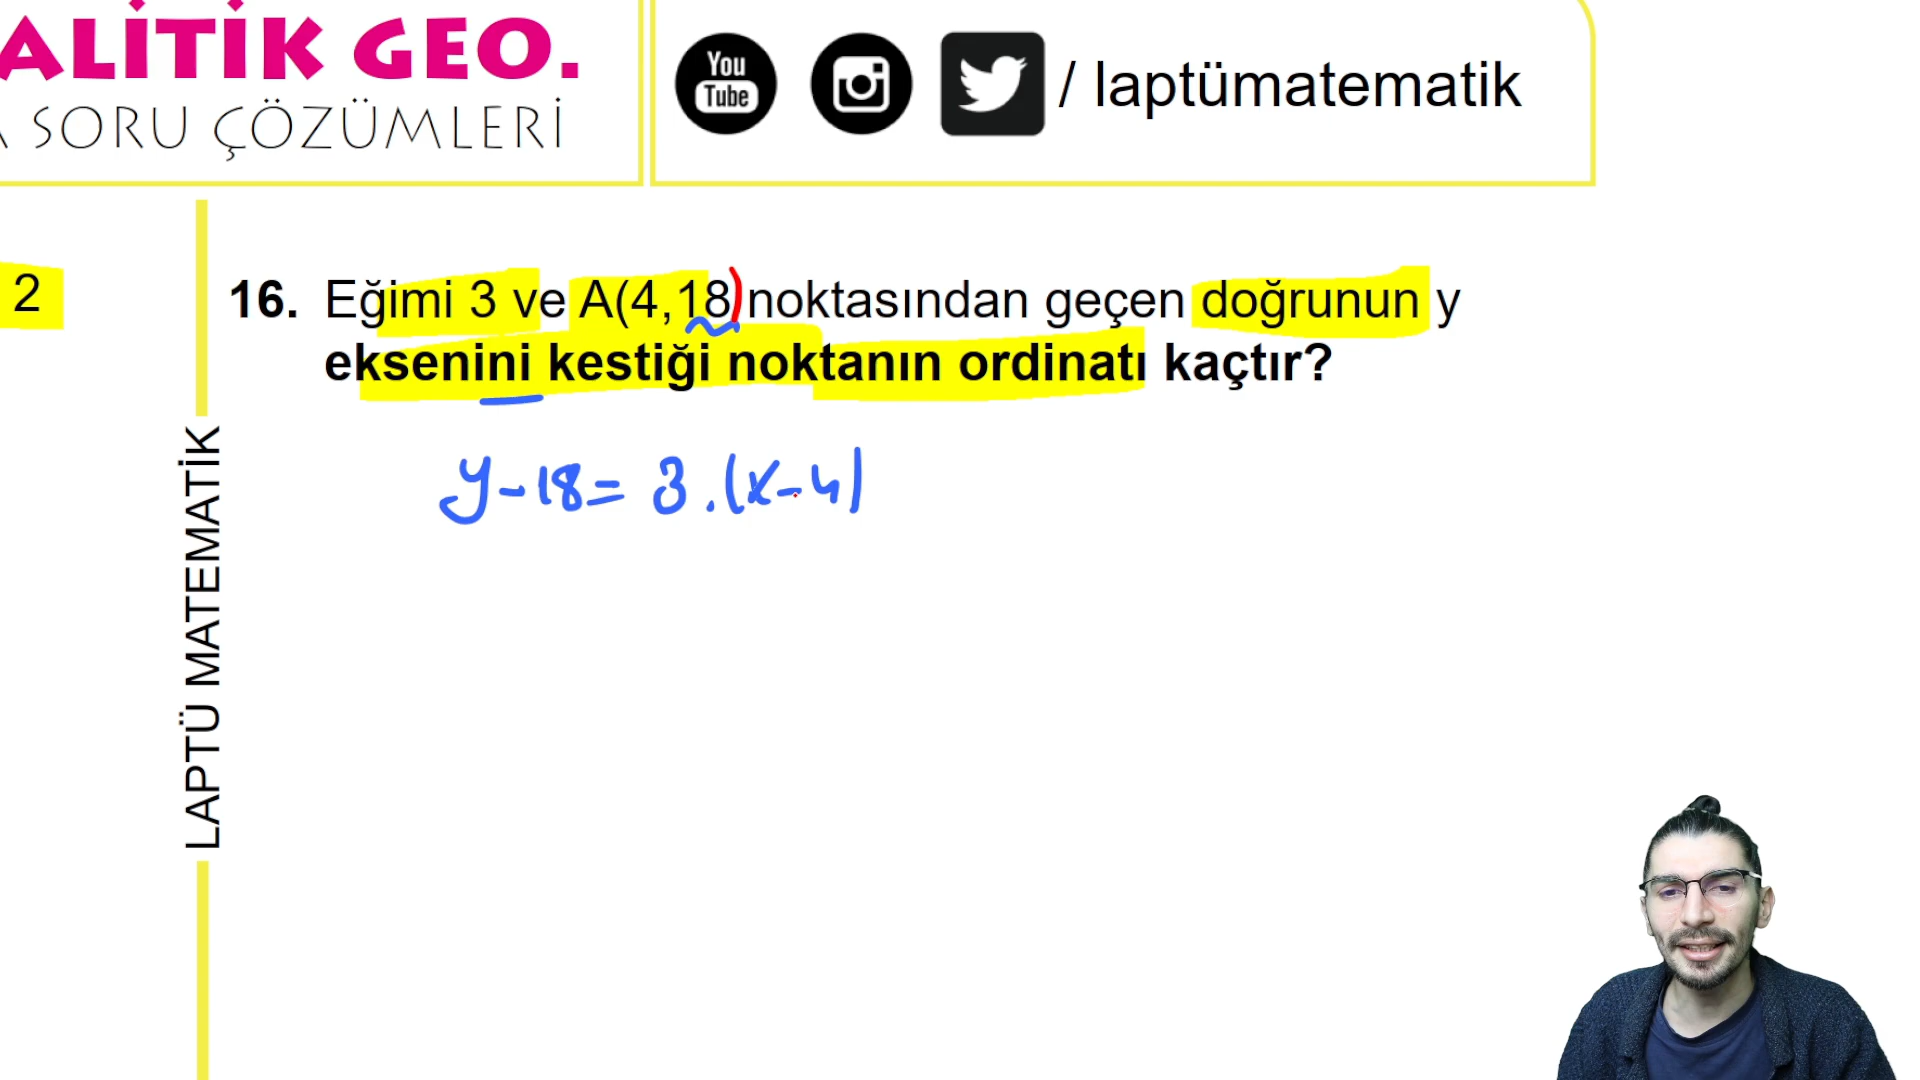 ALİTİK GEO.
SORU ÇÖZÜMLERİ
You
Tube
/ laptümatematik
2
16. Eğimi 3 ve A(4,18) noktasından geçen doğrunun y
eksenini kestiği noktanın ordinatı kaçtır?
y-18= 3.(x-4)
LAPTÜ MATEMATİK